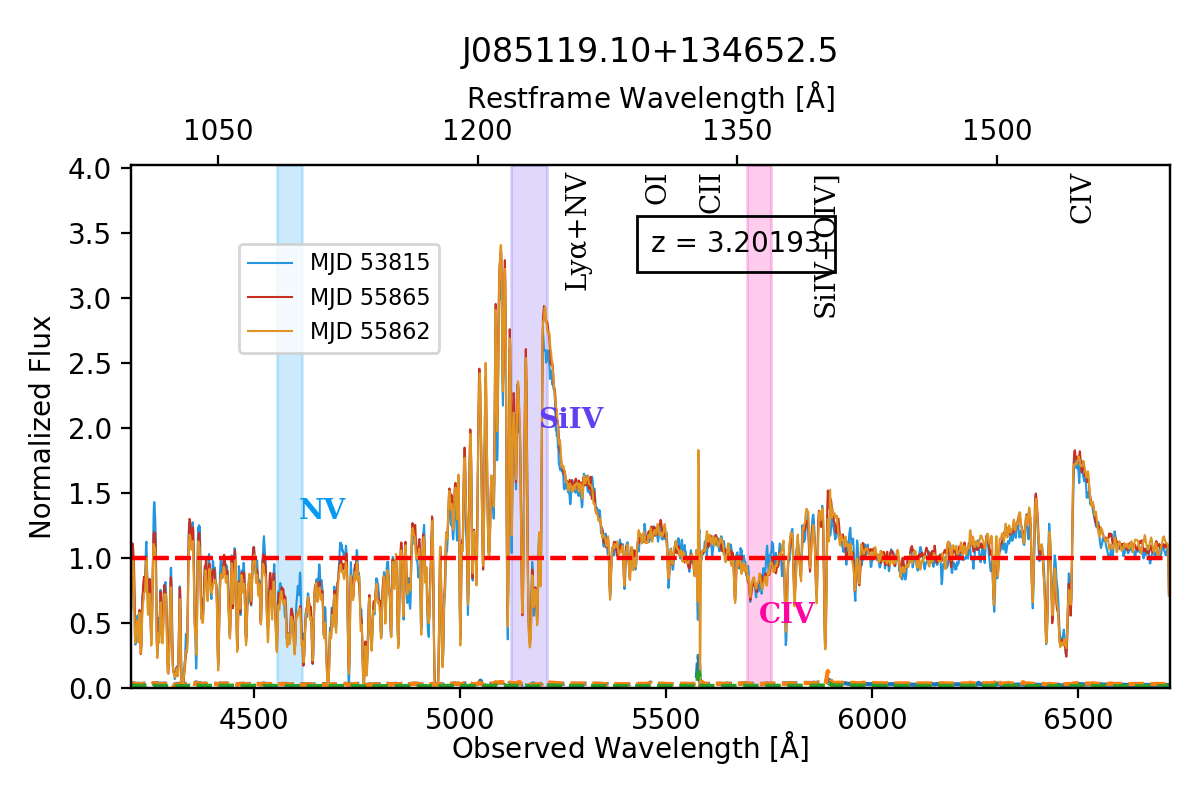 J085119.10+134652.5
Restframe Wavelength [Å]
1050 1200 1350 1500
4.0
3.5
3.0
2.5
2.0
1.5
1.0
0.5
0.0
Normalized Flux
MJD 53815
MJD 55865
MJD 55862
Lyα+NV
OI
CII
SiIV+OIV]
CIV
z = 3.20193
SiIV
NV
CIV
4500 5000 5500 6000 6500
Observed Wavelength [Å]